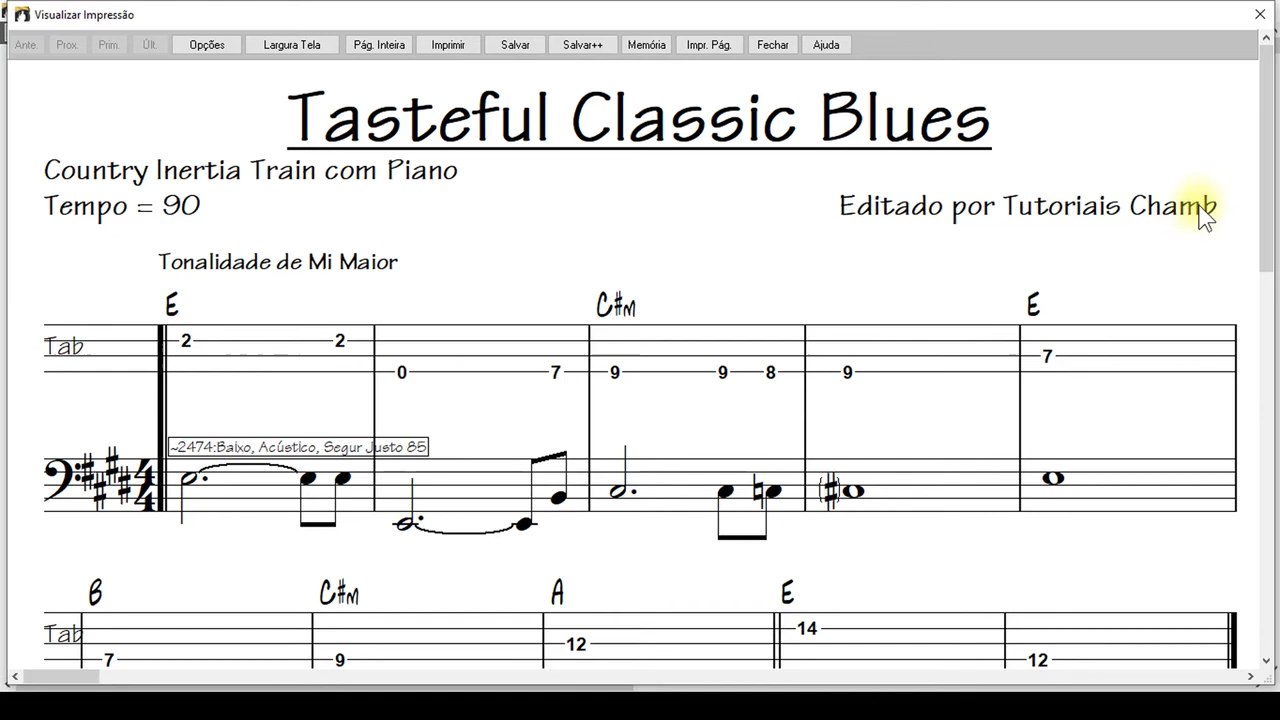 Visualizar Impressão
Ante. Prox. Prim. Últ. Opções Largura Tela Pág. Inteira Imprimir Salvar Salvar++ Memória Impr. Pág. Fechar Ajuda
Tasteful Classic Blues
Country Inertia Train com Piano
Tempo = 90
Editado por Tutoriais Chamb
Tonalidade de Mi Maior
E C#m E
Tab
2 2 0 7 9 9 8 9 7
~2474:Baixo, Acústico, Segur Justo 85
4
4
B C#m A E
Tab
7 9 12 14 12